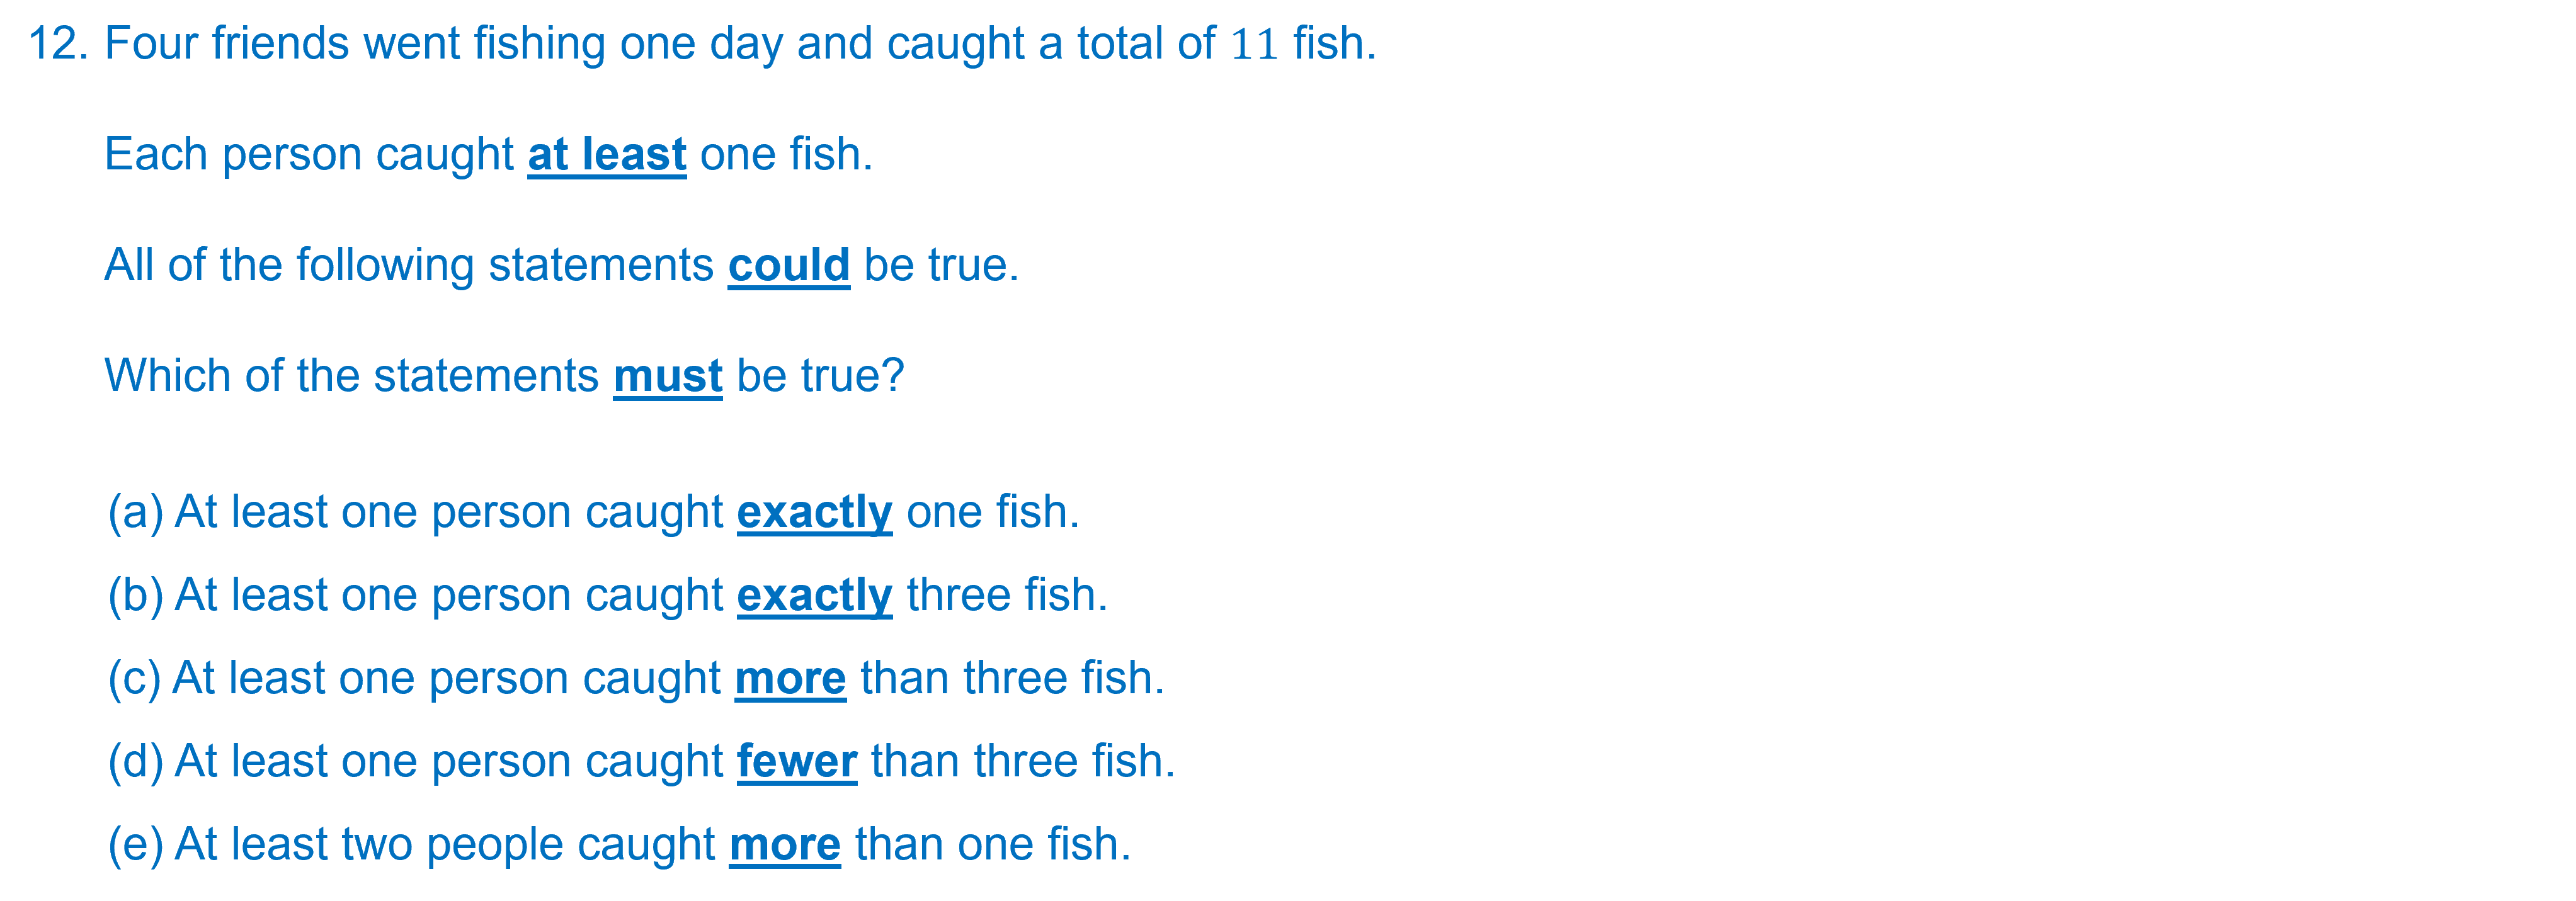 12. Four friends went fishing one day and caught a total of 11 fish.
Each person caught at least one fish.
All of the following statements could be true.
Which of the statements must be true?
(a) At least one person caught exactly one fish.
(b) At least one person caught exactly three fish.
(c) At least one person caught more than three fish.
(d) At least one person caught fewer than three fish.
(e) At least two people caught more than one fish.